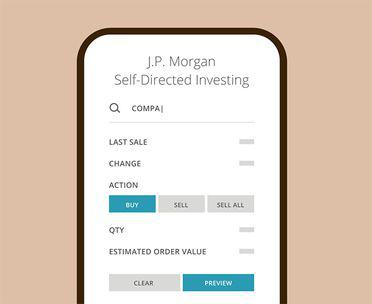 J.P. Morgan
Self-Directed Investing
COMPA|
LAST SALE
CHANGE
ACTION
BUY SELL SELL ALL
QTY
ESTIMATED ORDER VALUE
CLEAR PREVIEW